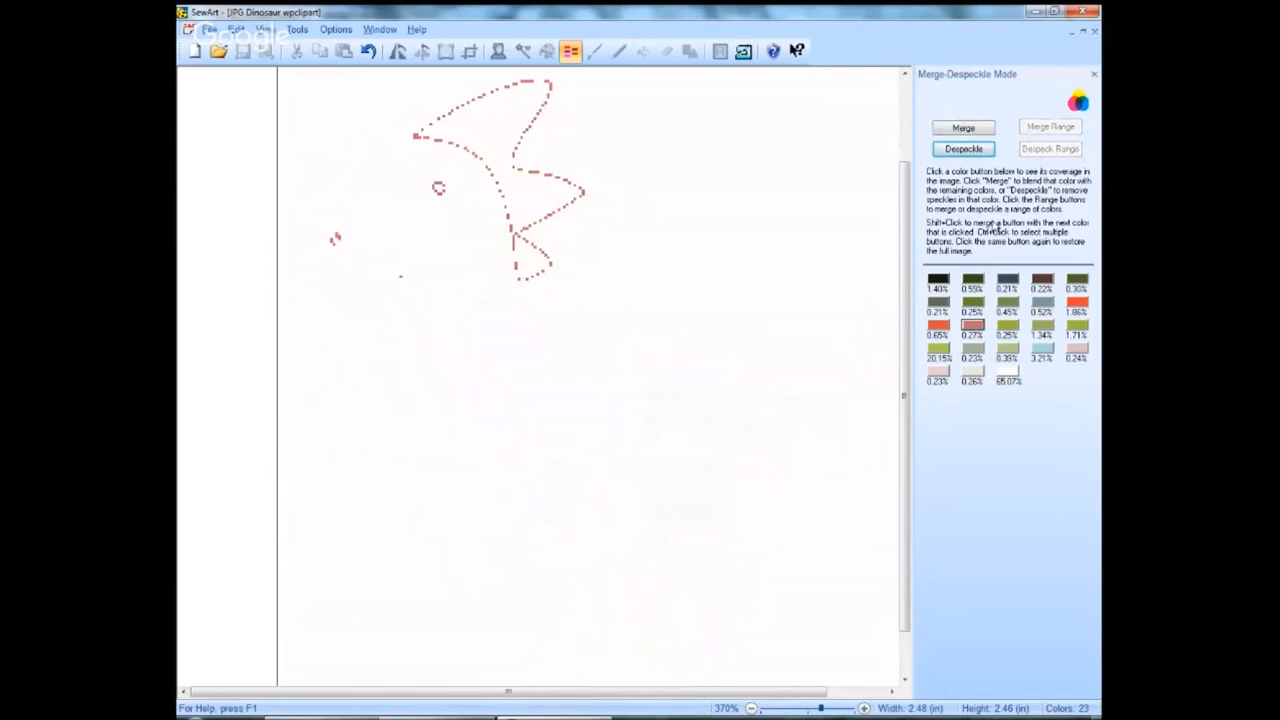 SewArt - [JPG Dinosaur wpclipart]
File Edit View Tools Options Window Help
Google
Merge-Despeckle Mode
Merge Merge Range
Despeckle Despeck Range
Click a color button below to see its coverage in
the image. Click "Merge" to blend that color with
the remaining colors, or "Despeckle" to remove
speckles in that color. Click the Range buttons
to merge or despeckle a range of colors.
Shift+Click to merge a button with the next color
that is clicked. Ctrl+Click to select multiple
buttons. Click the same button again to restore
the full image.
1.40% 0.59% 0.21% 0.22% 0.30%
0.21% 0.25% 0.45% 0.52% 1.86%
0.65% 0.27% 0.25% 1.34% 1.71%
20.15% 0.23% 0.39% 3.21% 0.24%
0.23% 0.26% 65.07%
For Help, press F1 370% Width: 2.48 (in) Height: 2.46 (in) Colors: 23